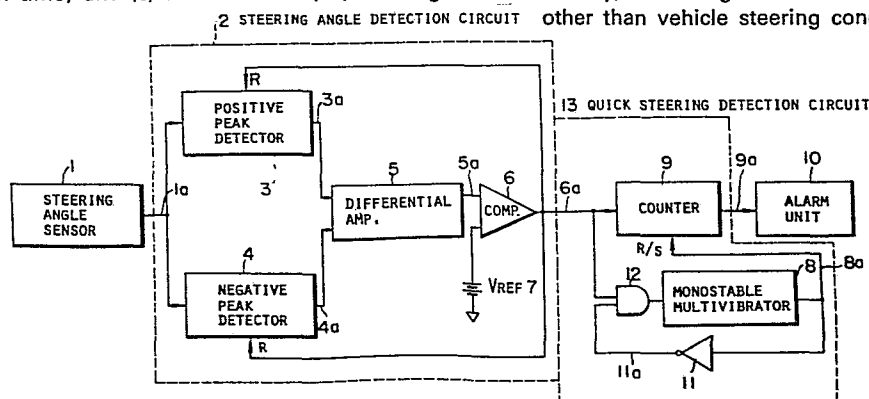 2 STEERING ANGLE DETECTION CIRCUIT
other than vehicle steering con
R
3a
13 QUICK STEERING DETECTION CIRCUIT
POSITIVE
PEAK
DETECTOR
3'
1
1a
STEERING
ANGLE
SENSOR
5
DIFFERENTIAL
AMP.
5a
6
COMP.
6a
9
COUNTER
9a
10
ALARM
UNIT
R/S
4
NEGATIVE
PEAK
DETECTOR
4a
R
VREF 7
12
MONOSTABLE
MULTIVIBRATOR
8
8a
11a
11